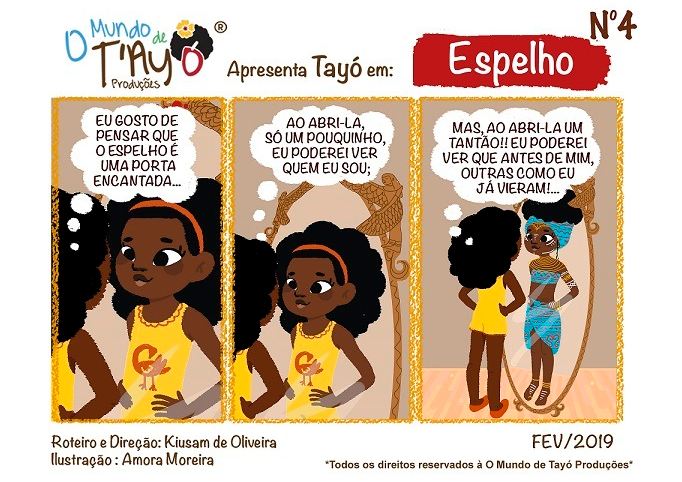 O Mundo de
TAYÓ ®
Produções
Apresenta Tayó em:
Espelho
Nº4
EU GOSTO DE
PENSAR QUE
O ESPELHO É
UMA PORTA
ENCANTADA...
AO ABRI-LA,
SÓ UM POUQUINHO,
EU PODEREI VER
QUEM EU SOU;
MAS, AO ABRI-LA UM
TANTÃO!! EU PODEREI
VER QUE ANTES DE MIM,
OUTRAS COMO EU
JÁ VIERAM!...
Roteiro e Direção: Kiusam de Oliveira
Ilustração : Amora Moreira
FEV/2019
*Todos os direitos reservados à O Mundo de Tayó Produções*